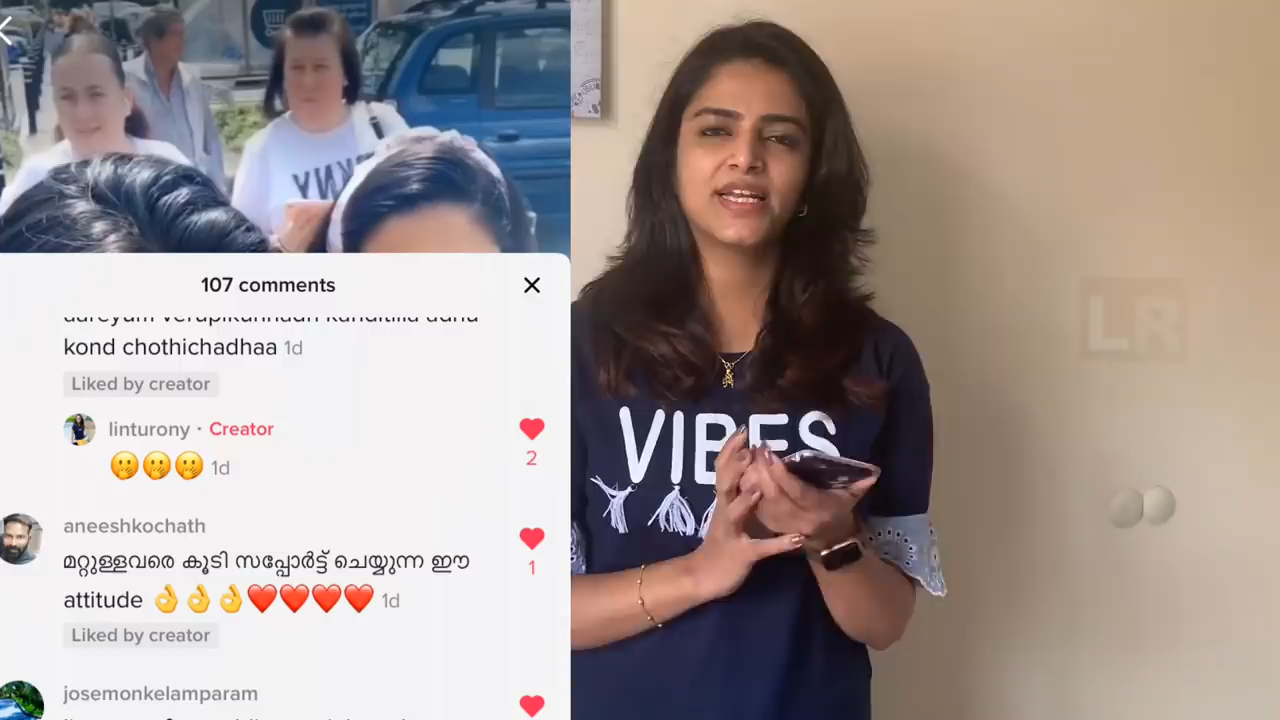 107 comments
kond chothichadhaa 1d
Liked by creator
linturony · Creator
🤭🤭🤭 1d
2
aneeshkochath
മറ്റുള്ളവരെ കൂടി സപ്പോർട്ട് ചെയ്യുന്ന ഈ
attitude 👌👌👌❤️❤️❤️❤️ 1d
1
Liked by creator
josemonkelamparam
VIBES
LR